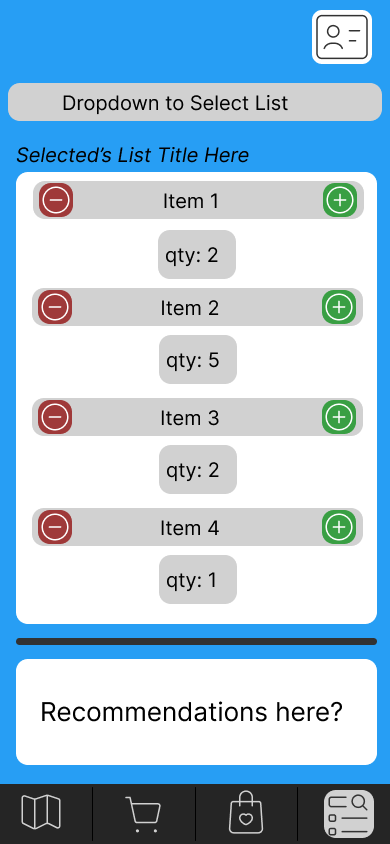 Dropdown to Select List
Selected's List Title Here
Item 1
qty: 2
Item 2
qty: 5
Item 3
qty: 2
Item 4
qty: 1
Recommendations here?